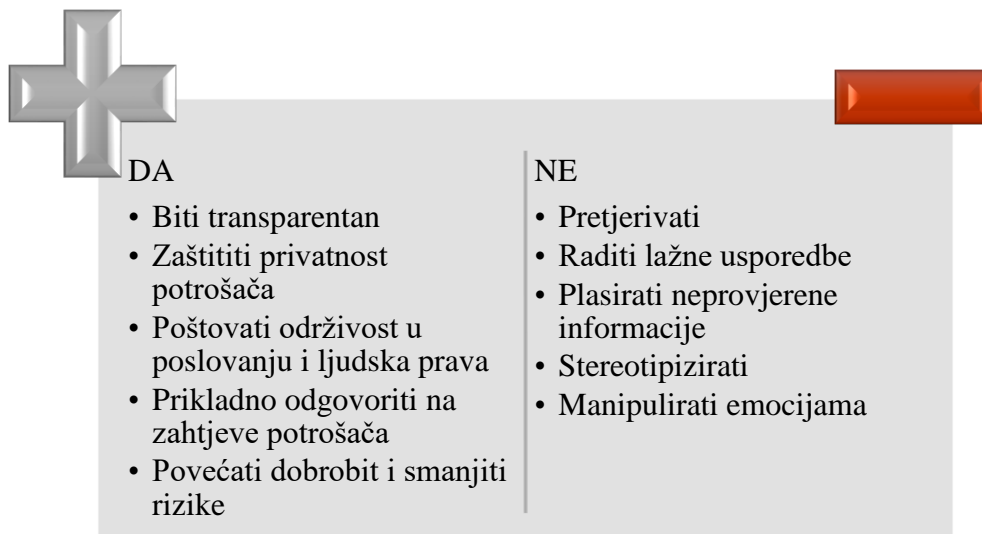 DA
• Biti transparentan
• Zaštititi privatnost
potrošača
• Poštovati održivost u
poslovanju i ljudska prava
• Prikladno odgovoriti na
zahtjeve potrošača
• Povećati dobrobit i smanjiti
rizike
NE
• Pretjerivati
• Raditi lažne usporedbe
• Plasirati neprovjerene
informacije
• Stereotipizirati
• Manipulirati emocijama